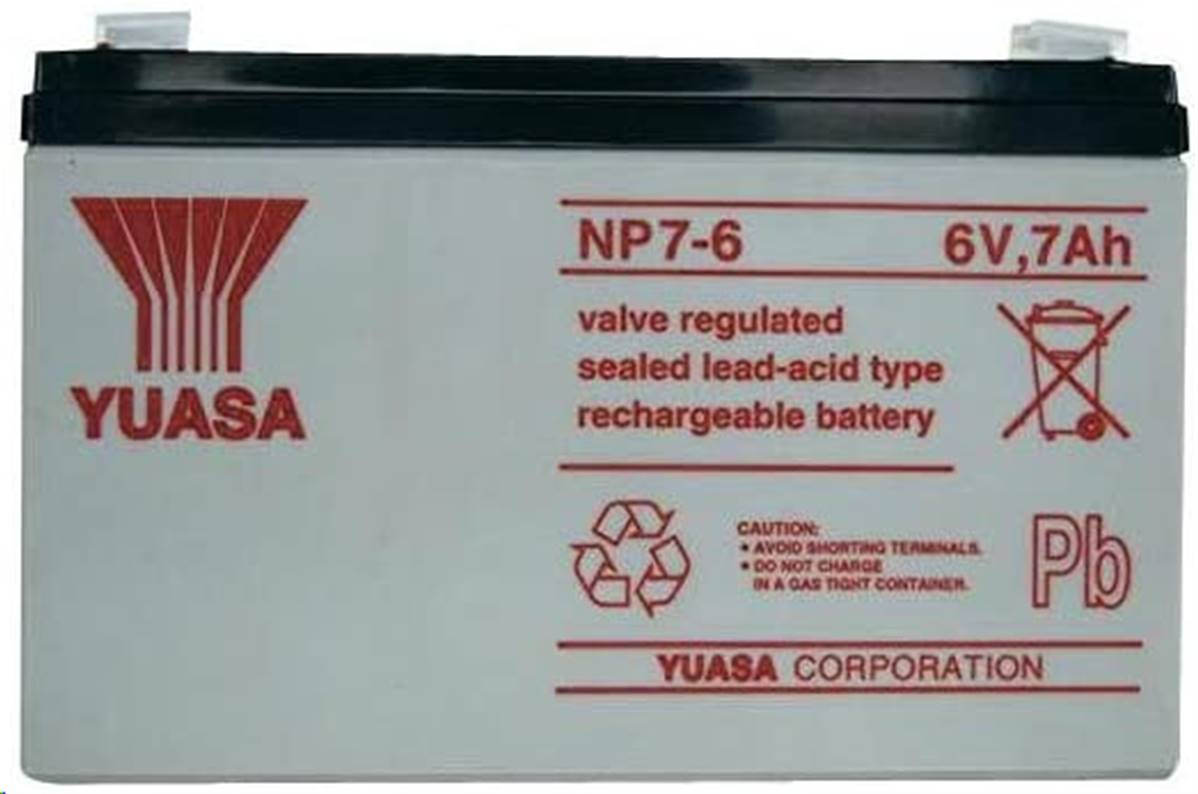 YUASA
NP7-6 6V,7Ah
valve regulated
sealed lead-acid type
rechargeable battery
CAUTION:
• AVOID SHORTING TERMINALS.
• DO NOT CHARGE
IN A GAS TIGHT CONTAINER.
Pb
YUASA CORPORATION